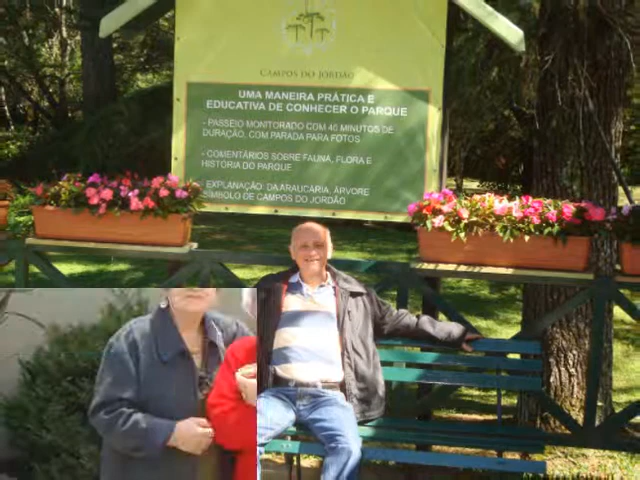 CAMPOS DO JORDÃO
UMA MANEIRA PRÁTICA E
EDUCATIVA DE CONHECER O PARQUE
- PASSEIO MONITORADO COM 40 MINUTOS DE
DURAÇÃO, COM PARADA PARA FOTOS
- COMENTÁRIOS SOBRE FAUNA, FLORA E
HISTÓRIA DO PARQUE
- EXPLANAÇÃO: DA ARAUCÁRIA, ÁRVORE
SÍMBOLO DE CAMPOS DO JORDÃO